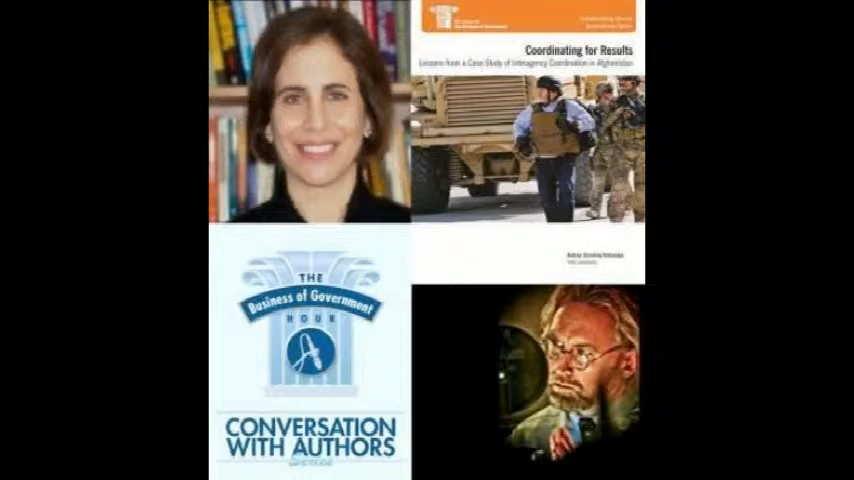 Coordinating for Results
Lessons from a Case Study of Interagency Coordination in Afghanistan
THE
Business of Government
HOUR
CONVERSATION
WITH AUTHORS
Series